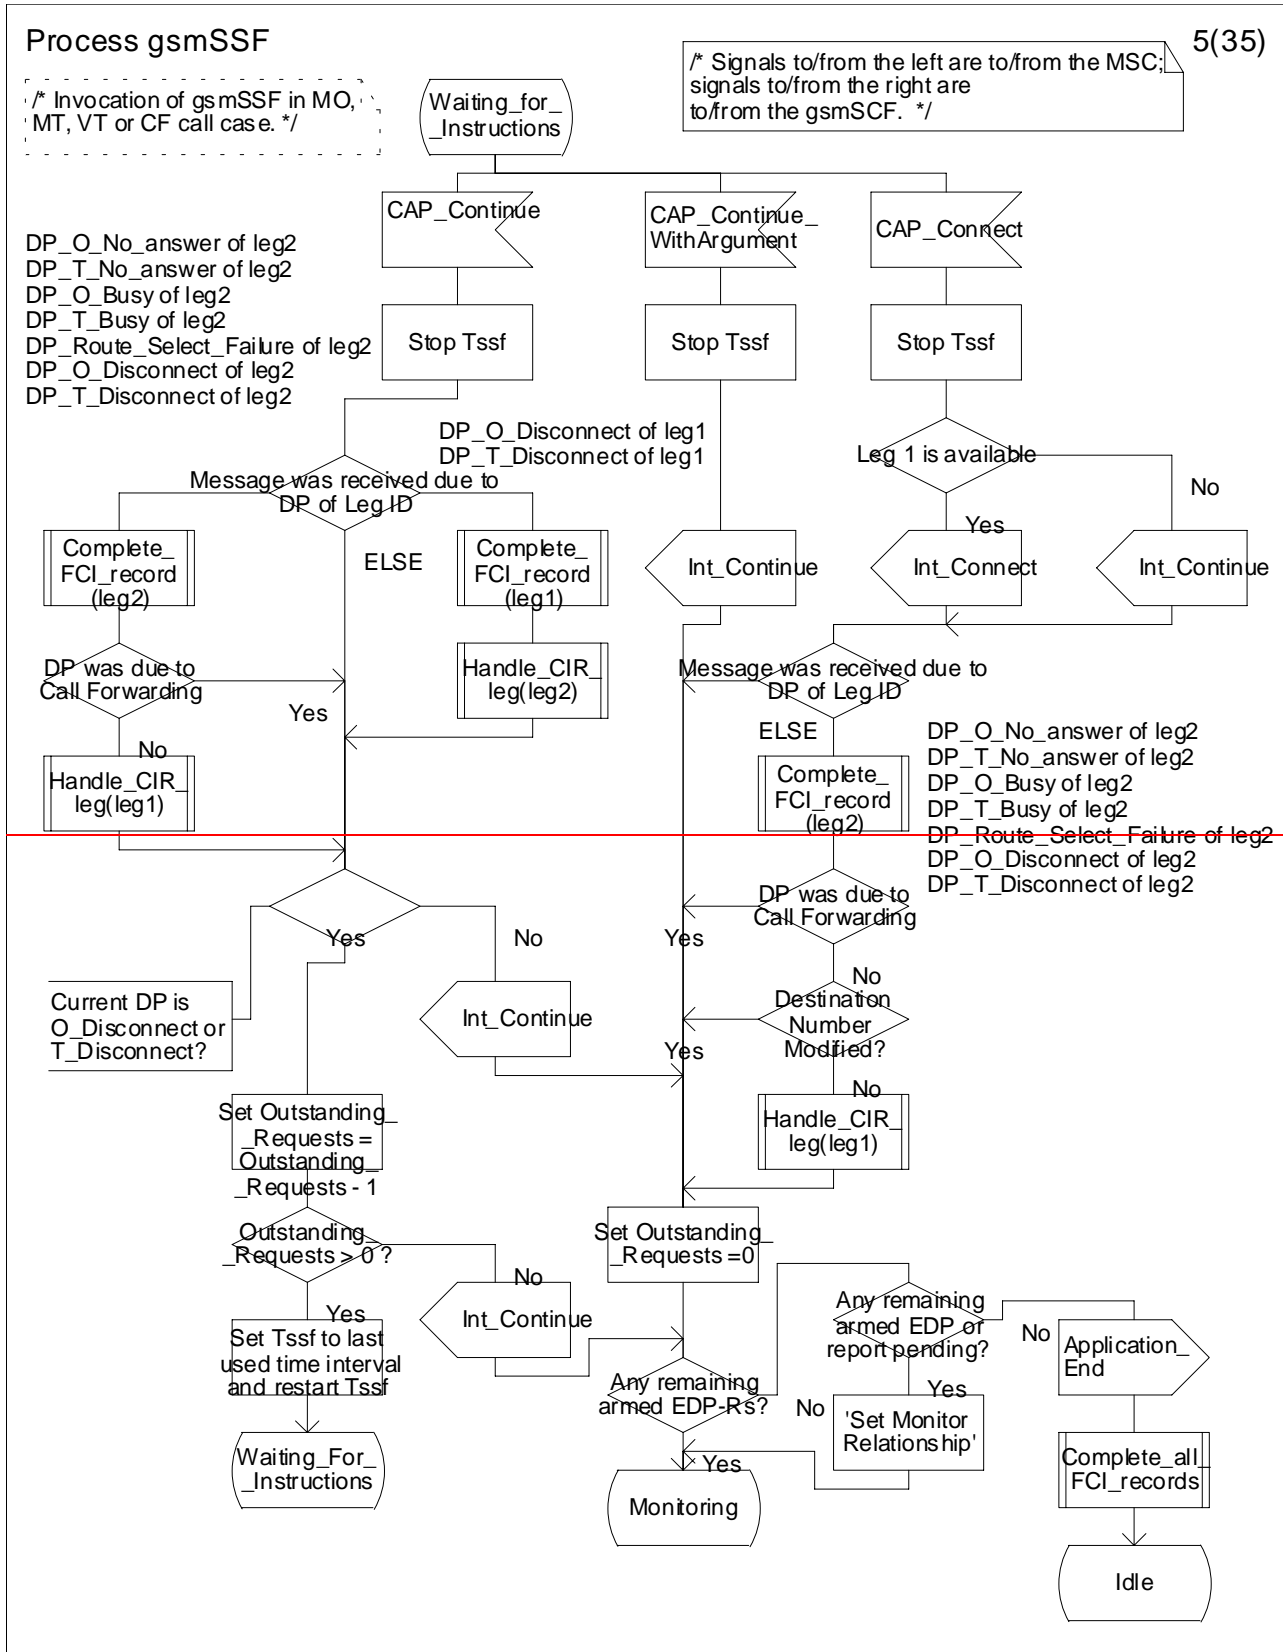 Process gsmSSF
5(35)
/* Invocation of gsmSSF in MO,
MT, VT or CF call case. */
Waiting_for_
_Instructions
/* Signals to/from the left are to/from the MSC;
signals to/from the right are
to/from the gsmSCF. */
CAP_Continue
CAP_Continue_
WithArgument
CAP_Connect
DP_O_No_answer of leg2
DP_T_No_answer of leg2
DP_O_Busy of leg2
DP_T_Busy of leg2
DP_Route_Select_Failure of leg2
DP_O_Disconnect of leg2
DP_T_Disconnect of leg2
Stop Tssf
Stop Tssf
Stop Tssf
DP_O_Disconnect of leg1
DP_T_Disconnect of leg1
Leg 1 is available
No
Yes
Message was received due to
DP of Leg ID
ELSE
Complete_
_FCI_record
(leg2)
Complete_
_FCI_record
(leg1)
Int_Continue
Int_Connect
Int_Continue
DP was due to
Call Forwarding
Yes
No
Handle_CIR_
leg(leg2)
Handle_CIR_
leg(leg1)
Message was received due to
DP of Leg ID
ELSE
DP_O_No_answer of leg2
DP_T_No_answer of leg2
DP_O_Busy of leg2
DP_T_Busy of leg2
DP_Route_Select_Failure of leg2
DP_O_Disconnect of leg2
DP_T_Disconnect of leg2
Complete_
_FCI_record
(leg2)
DP was due to
Call Forwarding
Yes
No
Yes
No
Current DP is
O_Disconnect or
T_Disconnect?
Int_Continue
Destination
Number
Modified?
Yes
No
Handle_CIR_
leg(leg1)
Set Outstanding_
_Requests =
Outstanding_
_Requests - 1
Outstanding_
_Requests > 0 ?
No
Yes
Int_Continue
Set Outstanding_
_Requests =0
Set Tssf to last
used time interval
and restart Tssf
Waiting_For_
_Instructions
Any remaining
armed EDP-Rs?
No
Yes
Any remaining
armed EDP or
report pending?
No
Yes
'Set Monitor
Relationship'
Application_
End
Complete_all_
_FCI_records
Monitoring
Idle